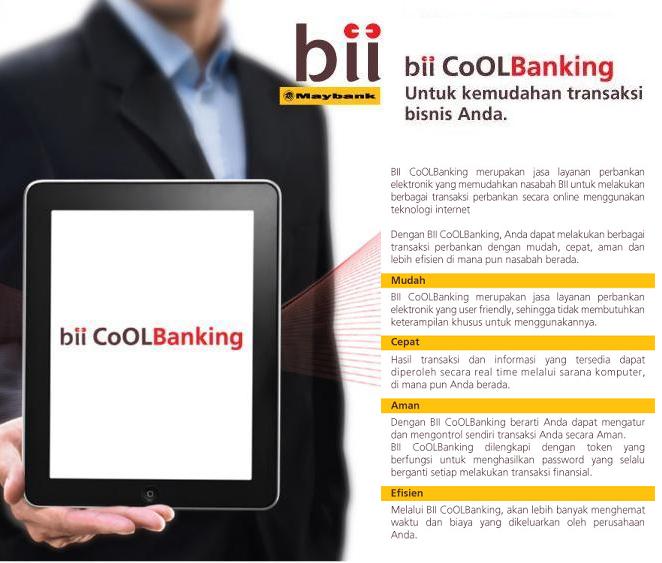 bii
Maybank
bii CoOLBanking
Untuk kemudahan transaksi
bisnis Anda.
BII CoOLBanking merupakan jasa layanan perbankan
elektronik yang memudahkan nasabah BII untuk melakukan
berbagai transaksi perbankan secara online menggunakan
teknologi internet
Dengan BII CoOLBanking, Anda dapat melakukan berbagai
transaksi perbankan dengan mudah, cepat, aman dan
lebih efisien di mana pun nasabah berada.
Mudah
BII CoOLBanking merupakan jasa layanan perbankan
elektronik yang user friendly, sehingga tidak membutuhkan
keterampilan khusus untuk menggunakannya.
Cepat
Hasil transaksi dan informasi yang tersedia dapat
diperoleh secara real time melalui sarana komputer,
di mana pun Anda berada.
Aman
Dengan BII CoOLBanking berarti Anda dapat mengatur
dan mengontrol sendiri transaksi Anda secara Aman.
BII CoOLBanking dilengkapi dengan token yang
berfungsi untuk menghasilkan password yang selalu
berganti setiap melakukan transaksi finansial.
Efisien
Melalui BII CoOLBanking, akan lebih banyak menghemat
waktu dan biaya yang dikeluarkan oleh perusahaan
Anda.
bii CoOLBanking